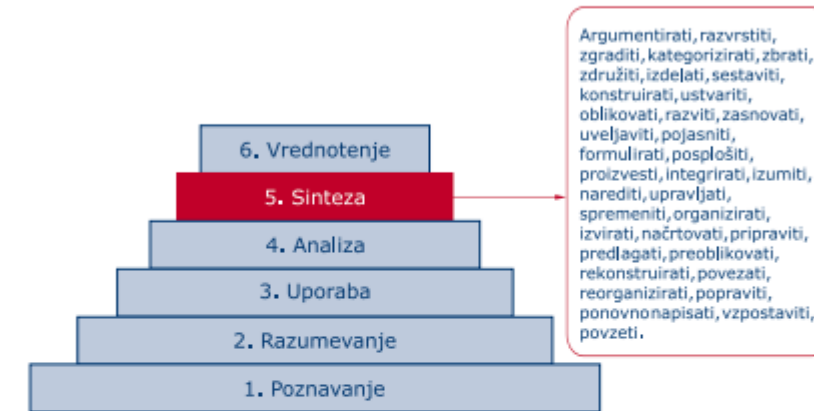 6. Vrednotenje
5. Sinteza
4. Analiza
3. Uporaba
2. Razumevanje
1. Poznavanje
Argumentirati, razvrstiti,
zgraditi, kategorizirati, zbrati,
združiti, izdelati, sestaviti,
konstruirati, ustvariti,
oblikovati, razviti, zasnovati,
uveljaviti, pojasniti,
formulirati, posplošiti,
proizvesti, integrirati, izumiti,
narediti, upravljati,
spremeniti, organizirati,
izvirati, načrtovati, pripraviti,
predlagati, preoblikovati,
rekonstruirati, povezati,
reorganizirati, popraviti,
ponovnonapisati, vzpostaviti,
povzeti.